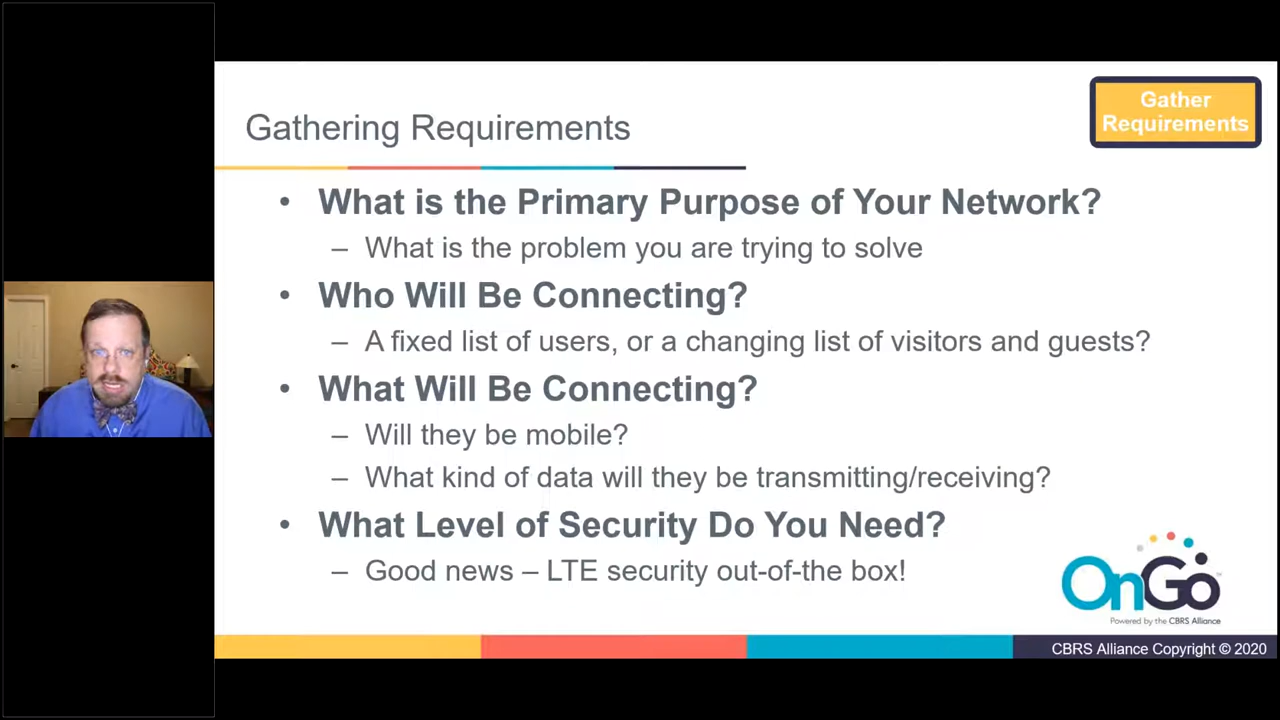 Gathering Requirements
Gather
Requirements
• What is the Primary Purpose of Your Network?
– What is the problem you are trying to solve
• Who Will Be Connecting?
– A fixed list of users, or a changing list of visitors and guests?
• What Will Be Connecting?
– Will they be mobile?
– What kind of data will they be transmitting/receiving?
• What Level of Security Do You Need?
– Good news – LTE security out-of-the box!
OnGo
Powered by the CBRS Alliance
CBRS Alliance Copyright © 2020